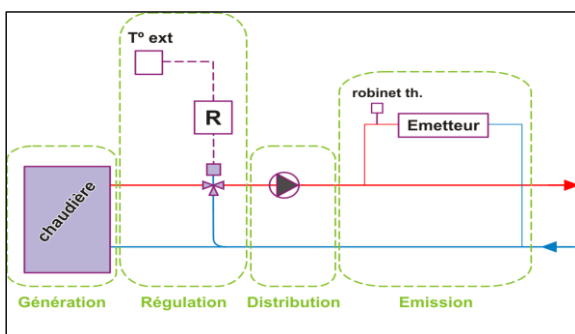 T° ext
robinet th.
R
Emetteur
chaudière
Génération
Régulation
Distribution
Emission